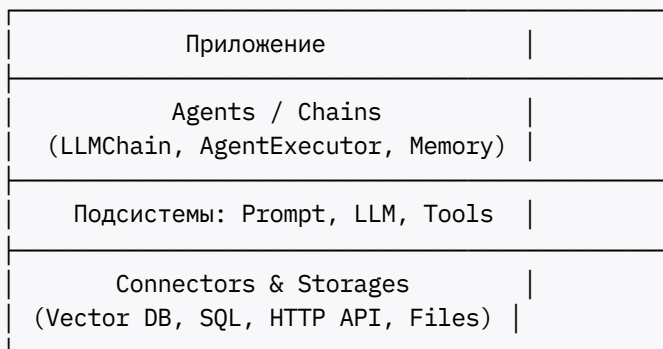 Приложение
Agents / Chains
(LLMChain, AgentExecutor, Memory)
Подсистемы: Prompt, LLM, Tools
Connectors & Storages
(Vector DB, SQL, HTTP API, Files)